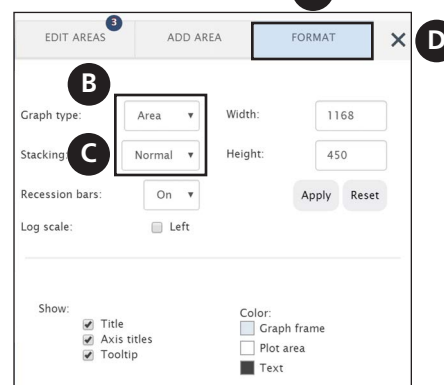 3
EDIT AREAS ADD AREA FORMAT × D
B
Graph type: Area ▼ Width: 1168
Stacking: C Normal ▼ Height: 450
Recession bars: On ▼ Apply Reset
Log scale: Left
Show: Color:
Title Graph frame
Axis titles Plot area
Tooltip Text